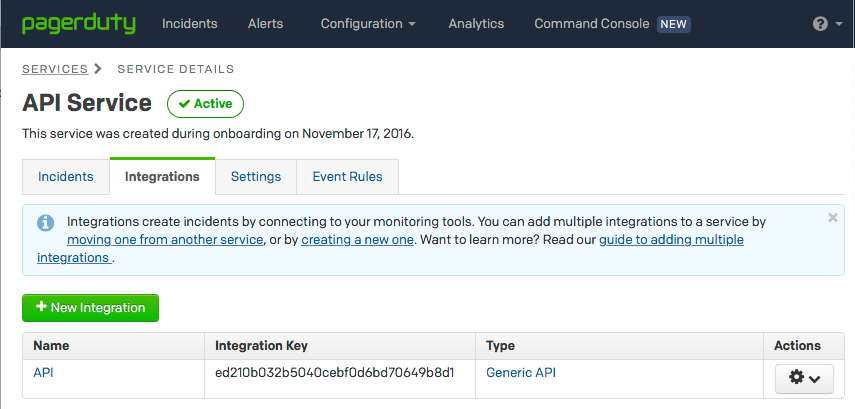 pagerduty Incidents Alerts Configuration Analytics Command Console NEW ?
SERVICES > SERVICE DETAILS
API Service Active
This service was created during onboarding on November 17, 2016.
Incidents Integrations Settings Event Rules
Integrations create incidents by connecting to your monitoring tools. You can add multiple integrations to a service by
moving one from another service, or by creating a new one. Want to learn more? Read our guide to adding multiple
integrations .
+ New Integration
Name Integration Key Type Actions
API ed210b032b5040cebf0d6bd70649b8d1 Generic API